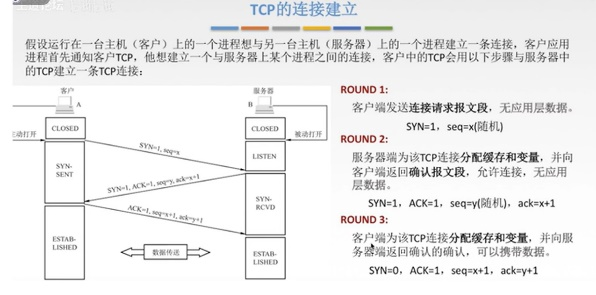 TCP的连接建立
假设运行在一台主机（客户）上的一个进程想与另一台主机（服务器）上的一个进程建立一条连接，客户应用
进程首先通知客户TCP，他想建立一个与服务器上某个进程之间的连接，客户中的TCP会用以下步骤与服务器中
的TCP建立一条TCP连接：
客户
服务器
A
B
CLOSED
CLOSED
主动打开
被动打开
SYN=1, seq=x
LISTEN
SYN-
SENT
SYN=1, ACK=1, seq=y, ack=x+1
SYN-
RCVD
ACK=1, seq=x+1, ack=y+1
ESTAB-
LISHED
数据传送
ESTAB-
LISHED
ROUND 1:
客户端发送连接请求报文段，无应用层数据。
SYN=1，seq=x(随机)
ROUND 2:
服务器端为该TCP连接分配缓存和变量，并向
客户端返回确认报文段，允许连接，无应用
层数据。
SYN=1，ACK=1，seq=y(随机)，ack=x+1
ROUND 3:
客户端为该TCP连接分配缓存和变量，并向服
务器端返回确认的确认，可以携带数据。
SYN=0，ACK=1，seq=x+1，ack=y+1